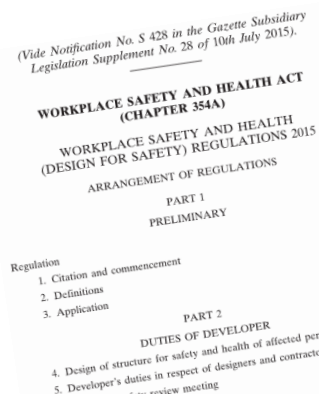 (Vide Notification No. S 428 in the Gazette Subsidiary
Legislation Supplement No. 28 of 10th July 2015).
WORKPLACE SAFETY AND HEALTH ACT
(CHAPTER 354A)
WORKPLACE SAFETY AND HEALTH
(DESIGN FOR SAFETY) REGULATIONS 2015
ARRANGEMENT OF REGULATIONS
PART 1
PRELIMINARY
Regulation
1. Citation and commencement
2. Definitions
3. Application
PART 2
DUTIES OF DEVELOPER
4. Design of structure for safety and health of affected
5. Developer's duties in respect of designers and
review meeting